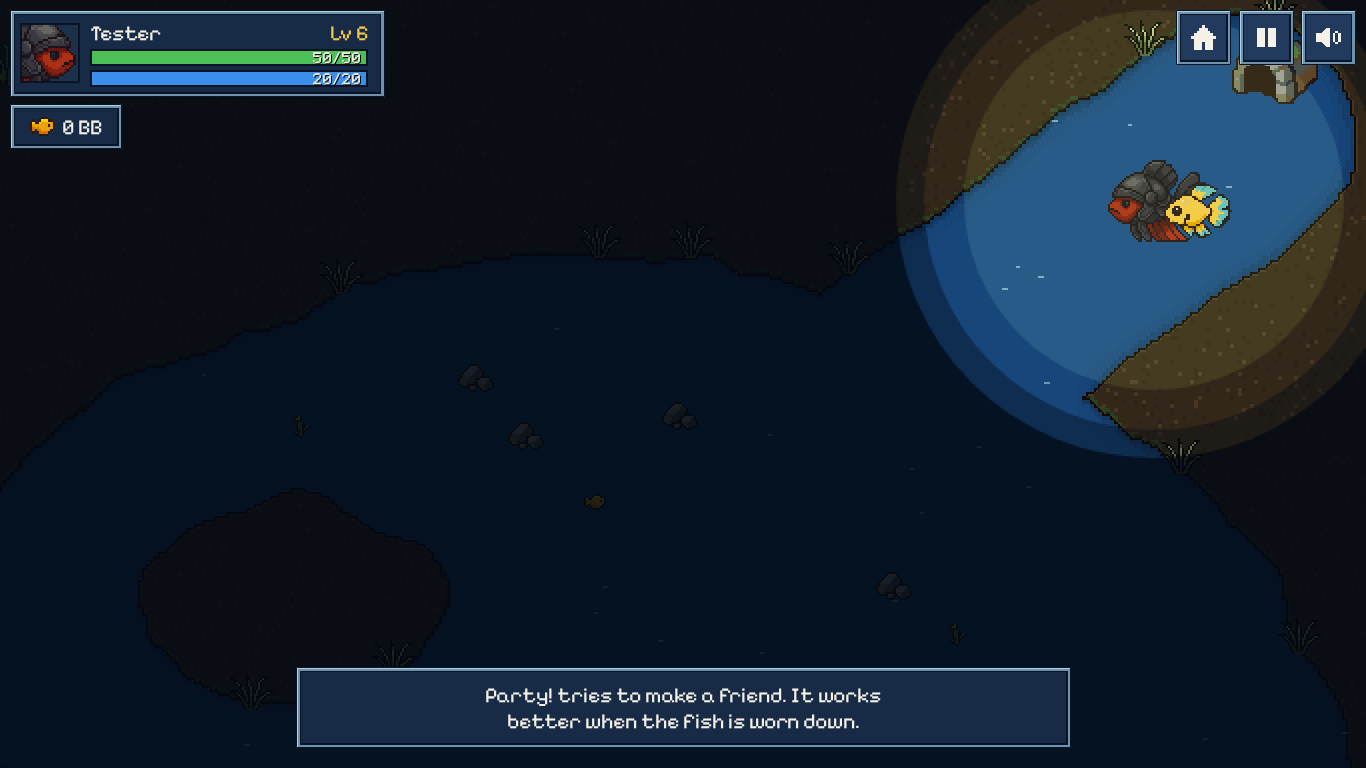 Tester Lv 6
50/50
20/20
0 BB
Party! tries to make a friend. It works
better when the fish is worn down.